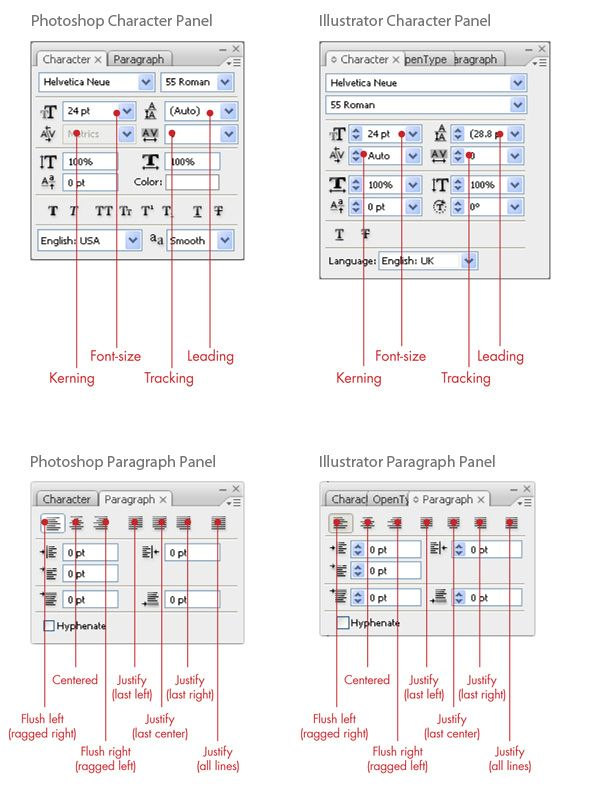 Photoshop Character Panel
Character × Paragraph
Helvetica Neue 55 Roman
24 pt (Auto)
Metrics
100% 100%
0 pt Color:
T T TT Tr T¹ T, T T
English: USA aa Smooth
Font-size Leading
Kerning Tracking
Illustrator Character Panel
Character × OpenType Paragraph
Helvetica Neue
55 Roman
24 pt (28.8 p
Auto 0
100% 100%
0 pt 0°
T T
Language: English: UK
Font-size Leading
Kerning Tracking
Photoshop Paragraph Panel
Character Paragraph ×
0 pt 0 pt
0 pt
0 pt 0 pt
Hyphenate
Centered Justify Justify
(last left) (last right)
Flush left Justify
(ragged right) (last center)
Flush right Justify
(ragged left) (all lines)
Illustrator Paragraph Panel
Charac OpenTy Paragraph ×
0 pt 0 pt
0 pt
0 pt 0 pt
Hyphenate
Centered Justify Justify
(last left) (last right)
Flush left Justify
(ragged right) (last center)
Flush right Justify
(ragged left) (all lines)